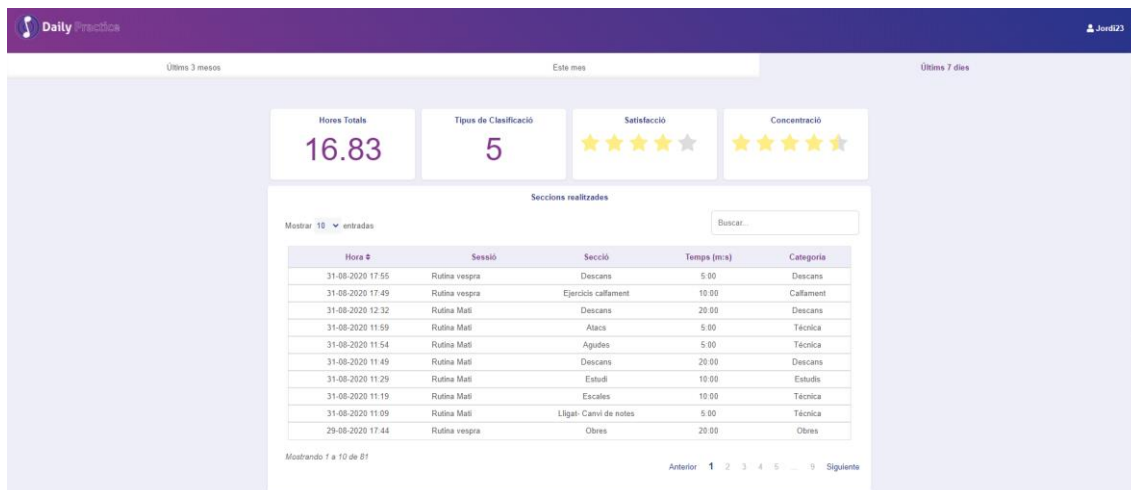 Daily Practice
Jordi23
Últims 3 mesos Este mes Últims 7 dies
Hores Totals Tipus de Clasificació Satisfacció Concentració
16.83 5
Seccions realitzades
Mostrar 10 entradas Buscar...
Hora Sessió Secció Temps (m:s) Categoria
31-08-2020 17:55 Rutina vespra Descans 5:00 Descans
31-08-2020 17:49 Rutina vespra Ejercicis calfament 10:00 Calfament
31-08-2020 12:32 Rutina Mati Descans 20:00 Descans
31-08-2020 11:59 Rutina Mati Atacs 5:00 Técnica
31-08-2020 11:54 Rutina Mati Agudes 5:00 Técnica
31-08-2020 11:49 Rutina Mati Descans 20:00 Descans
31-08-2020 11:29 Rutina Mati Estudi 10:00 Estudis
31-08-2020 11:19 Rutina Mati Escales 10:00 Técnica
31-08-2020 11:09 Rutina Mati Lligat- Canvi de notes 5:00 Técnica
29-08-2020 17:44 Rutina vespra Obres 20:00 Obres
Mostrando 1 a 10 de 81
Anterior 1 2 3 4 5 ... 9 Siguiente